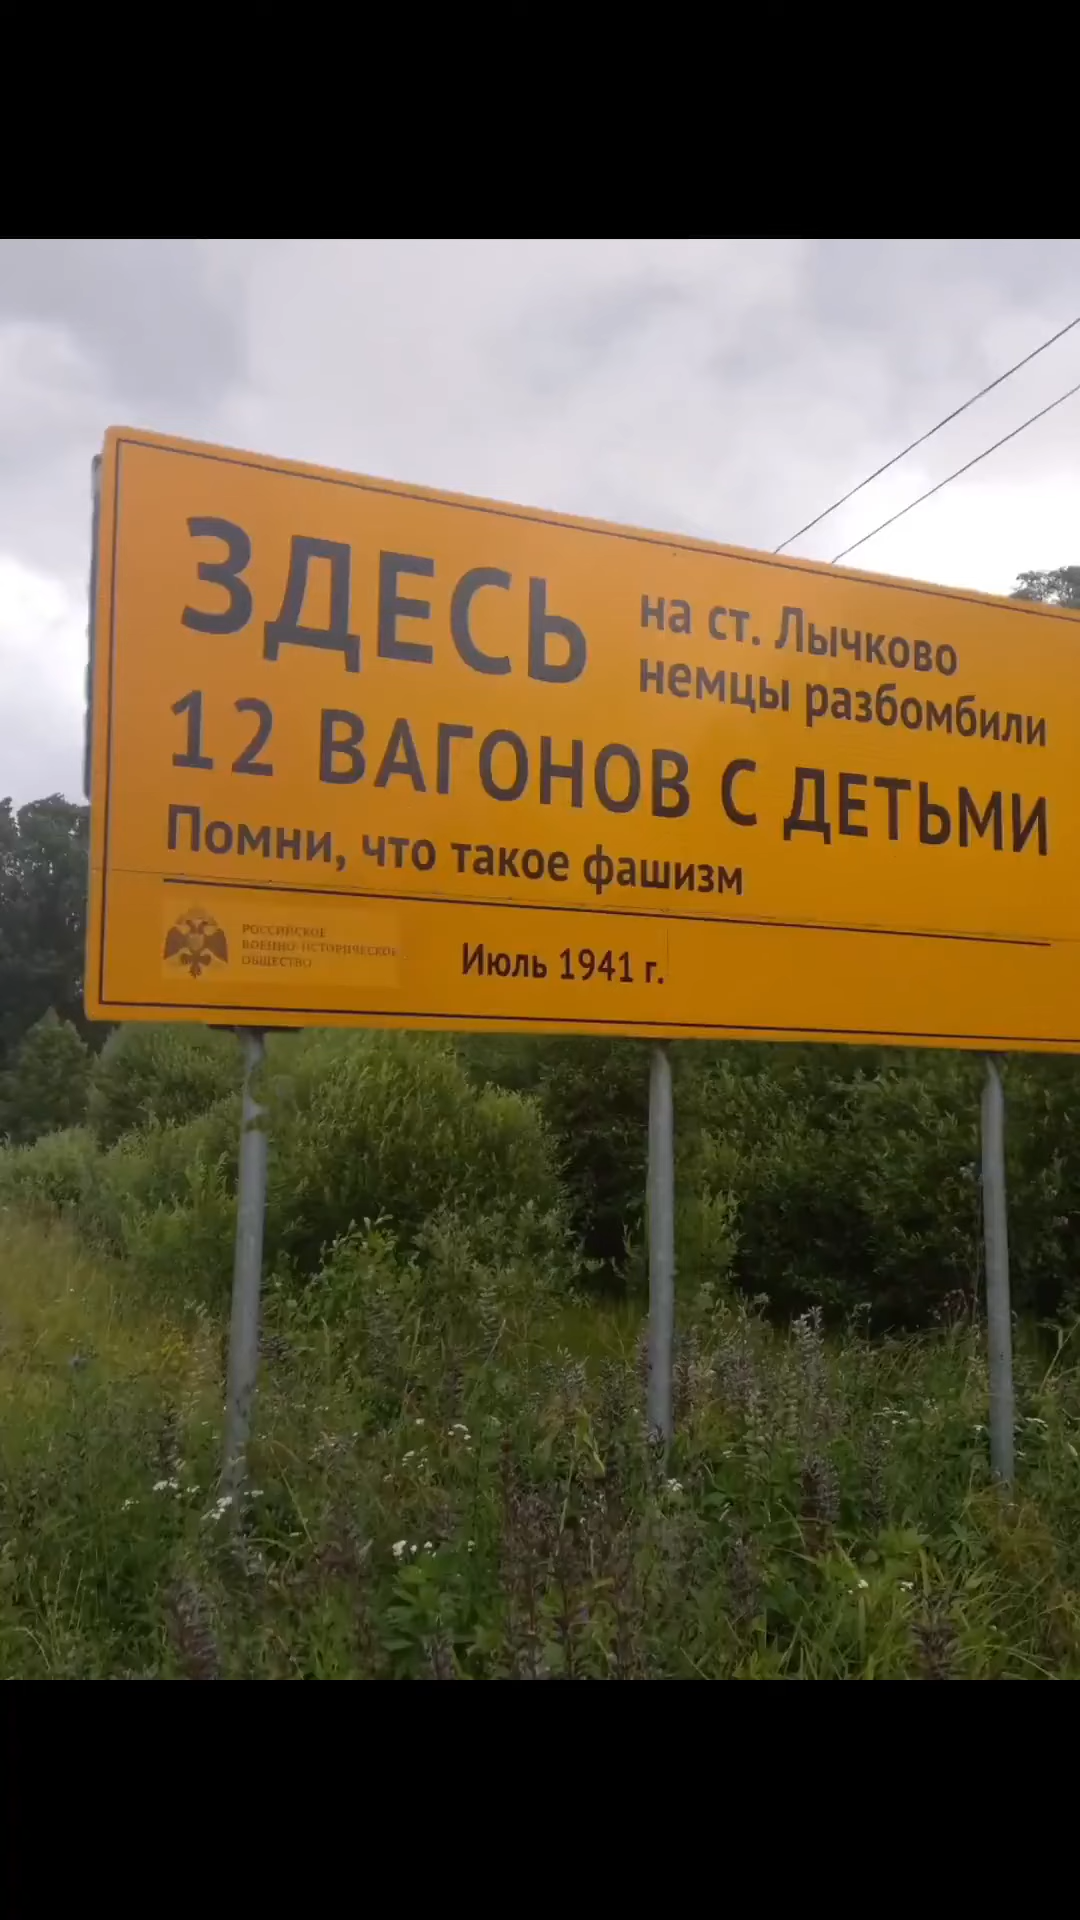 ЗДЕСЬ
на ст. Лычково
немцы разбомбили
12 ВАГОНОВ С ДЕТЬМИ
Помни, что такое фашизм
РОССИЙСКОЕ
ВОЕННО-ИСТОРИЧЕСКОЕ
ОБЩЕСТВО
Июль 1941 г.